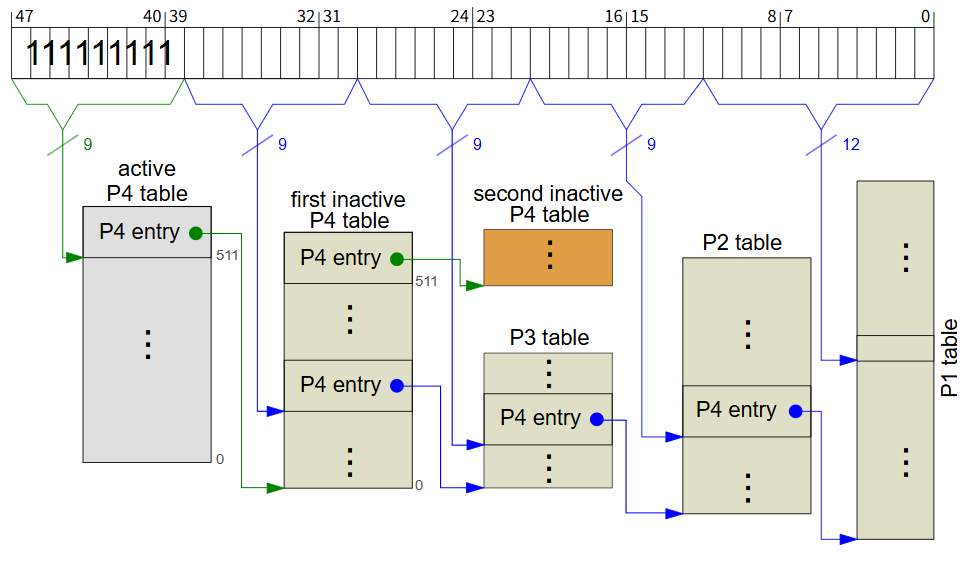 47 40 39 32 31 24 23 16 15 8 7 0
111111111
9 9 9 9 12
active
P4 table
P4 entry
511
⋮
0
first inactive
P4 table
P4 entry
511
⋮
P4 entry
⋮
0
second inactive
P4 table
⋮
P3 table
⋮
P4 entry
⋮
P2 table
⋮
P4 entry
⋮
⋮
⋮
P1 table